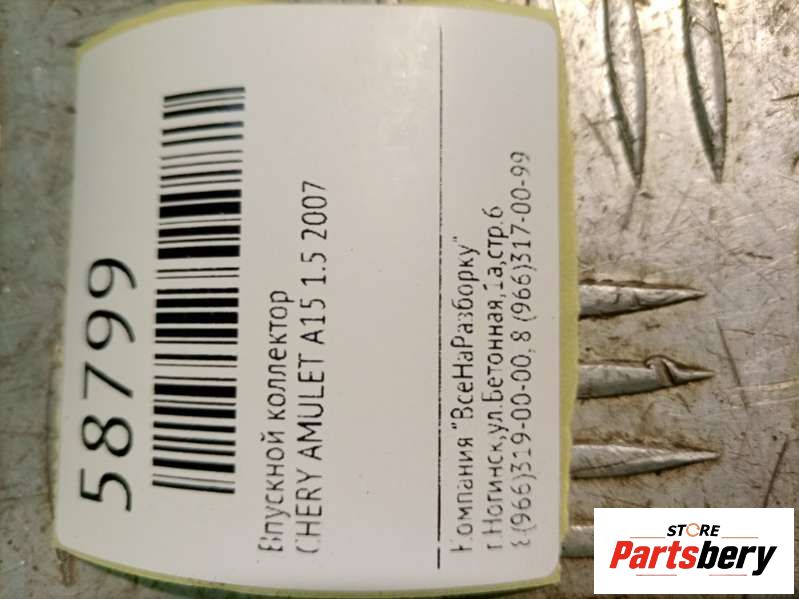 58799
Впускной коллектор
CHERY AMULET A15 1.5 2007
Компания "ВсеНаРазборку"
г.Ногинск,ул.Бетонная,1а,стр.6
8 (966)319-00-00, 8 (966)317-00-99
STORE
Partsbery